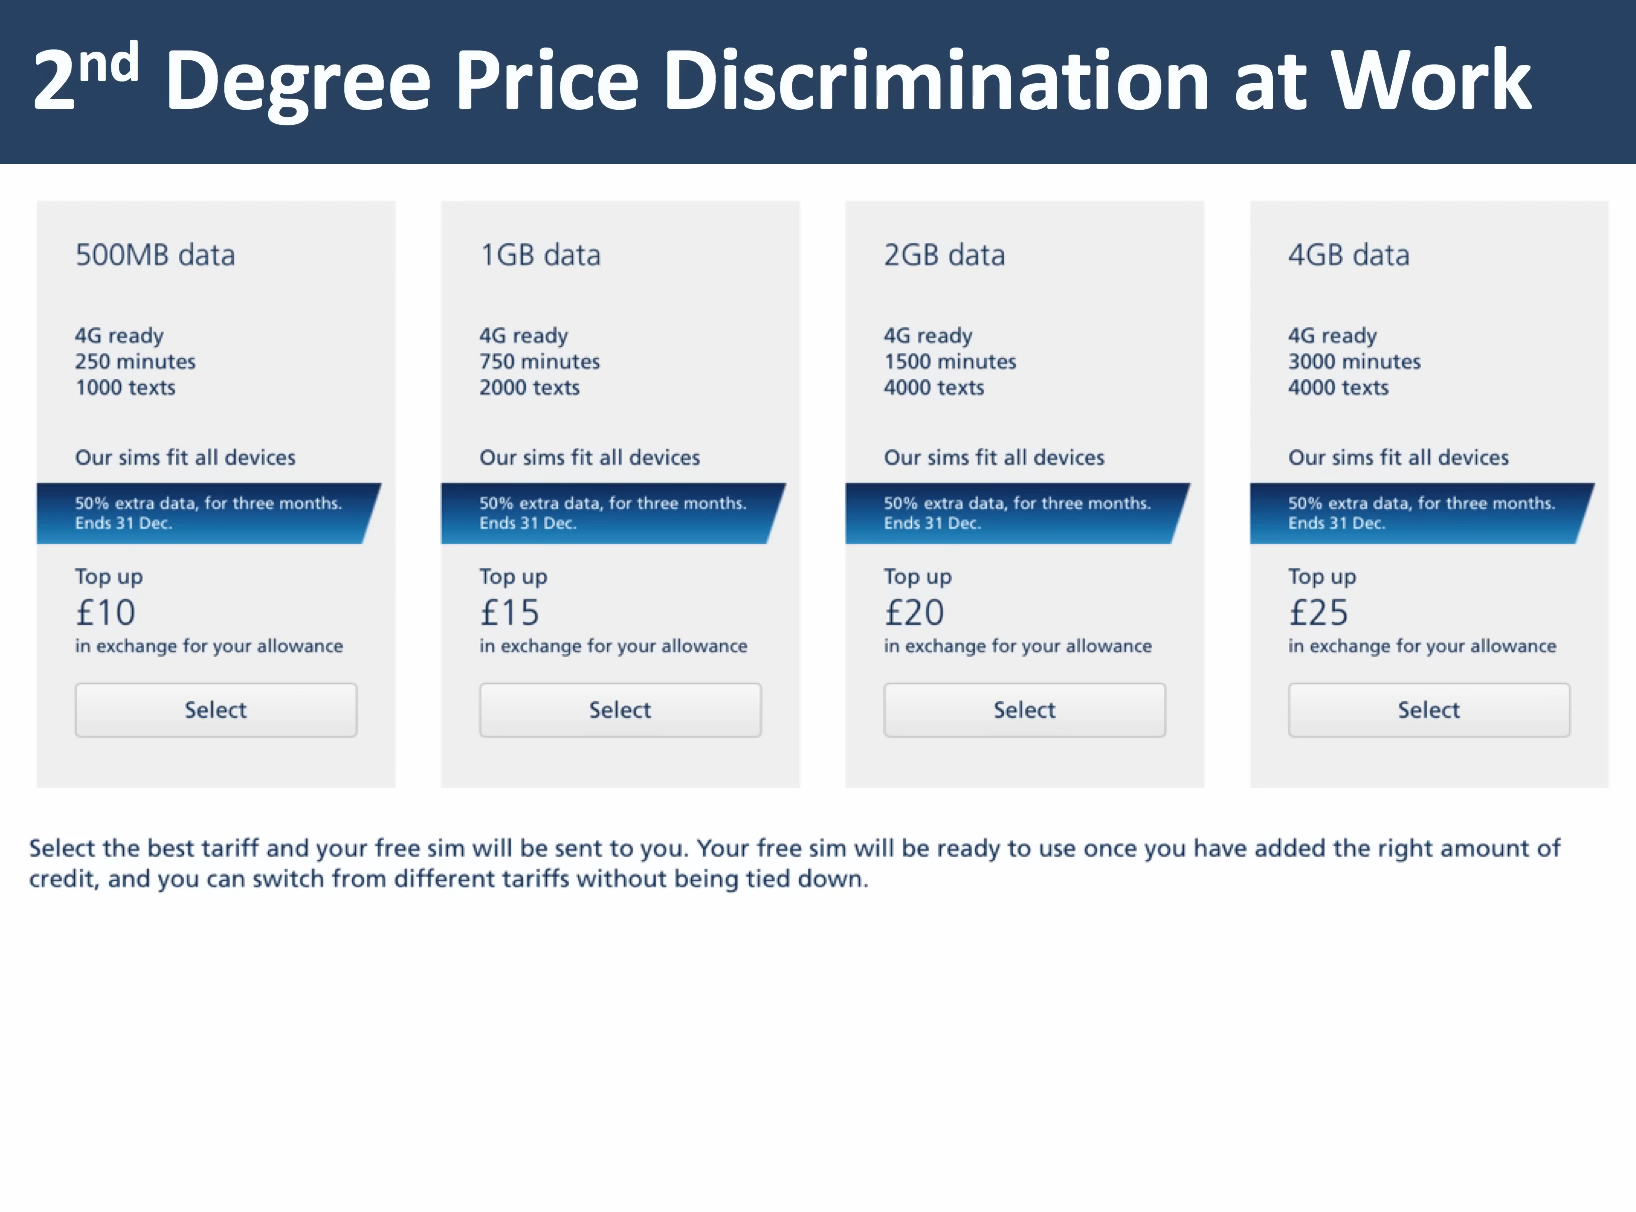 2nd Degree Price Discrimination at Work
500MB data
4G ready
250 minutes
1000 texts
Our sims fit all devices
50% extra data, for three months.
Ends 31 Dec.
Top up
£10
in exchange for your allowance
Select
1GB data
4G ready
750 minutes
2000 texts
Our sims fit all devices
50% extra data, for three months.
Ends 31 Dec.
Top up
£15
in exchange for your allowance
Select
2GB data
4G ready
1500 minutes
4000 texts
Our sims fit all devices
50% extra data, for three months.
Ends 31 Dec.
Top up
£20
in exchange for your allowance
Select
4GB data
4G ready
3000 minutes
4000 texts
Our sims fit all devices
50% extra data, for three months.
Ends 31 Dec.
Top up
£25
in exchange for your allowance
Select
Select the best tariff and your free sim will be sent to you. Your free sim will be ready to use once you have added the right amount of
credit, and you can switch from different tariffs without being tied down.